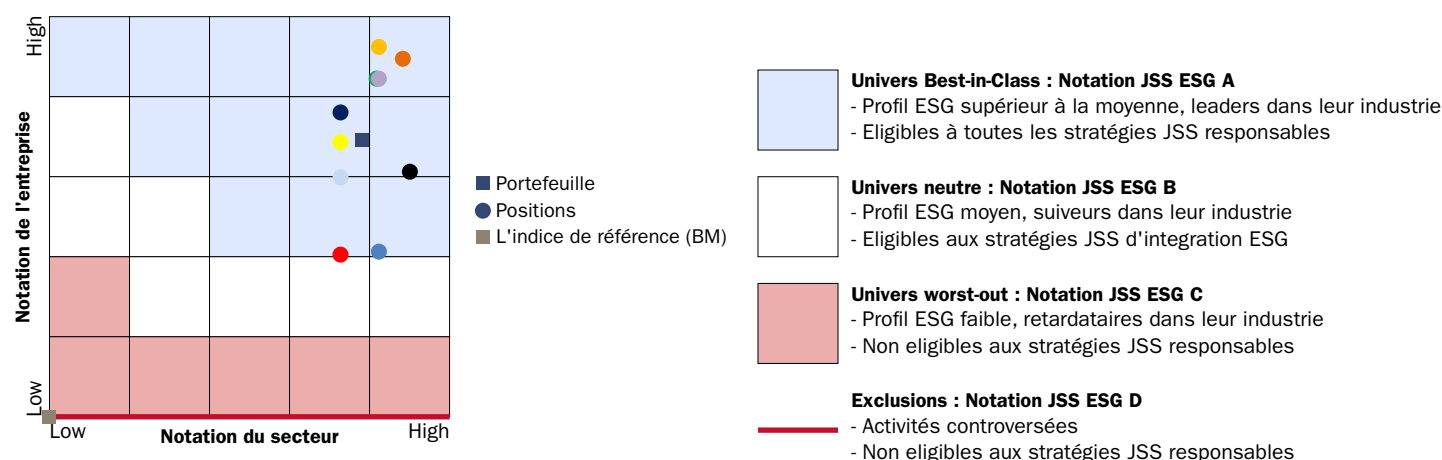 High
Notation de l'entreprise
Low
Low
Notation du secteur
High
Portefeuille
Positions
L'indice de référence (BM)
Univers Best-in-Class : Notation JSS ESG A
- Profil ESG supérieur à la moyenne, leaders dans leur industrie
- Eligibles à toutes les stratégies JSS responsables
Univers neutre : Notation JSS ESG B
- Profil ESG moyen, suiveurs dans leur industrie
- Eligibles aux stratégies JSS d'integration ESG
Univers worst-out : Notation JSS ESG C
- Profil ESG faible, retardataires dans leur industrie
- Non eligibles aux stratégies JSS responsables
Exclusions : Notation JSS ESG D
- Activités controversées
- Non eligibles aux stratégies JSS responsables